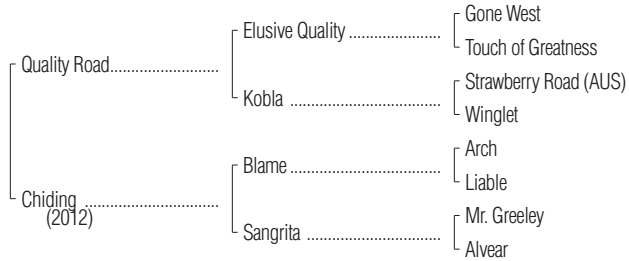 Gone West
Elusive Quality ..................
Touch of Greatness
Quality Road.....................
Strawberry Road (AUS)
Kobla ..............................
Winglet
Arch
Blame ..............................
Liable
Chiding ..........................
(2012)
Mr. Greeley
Sangrita ..........................
Alvear